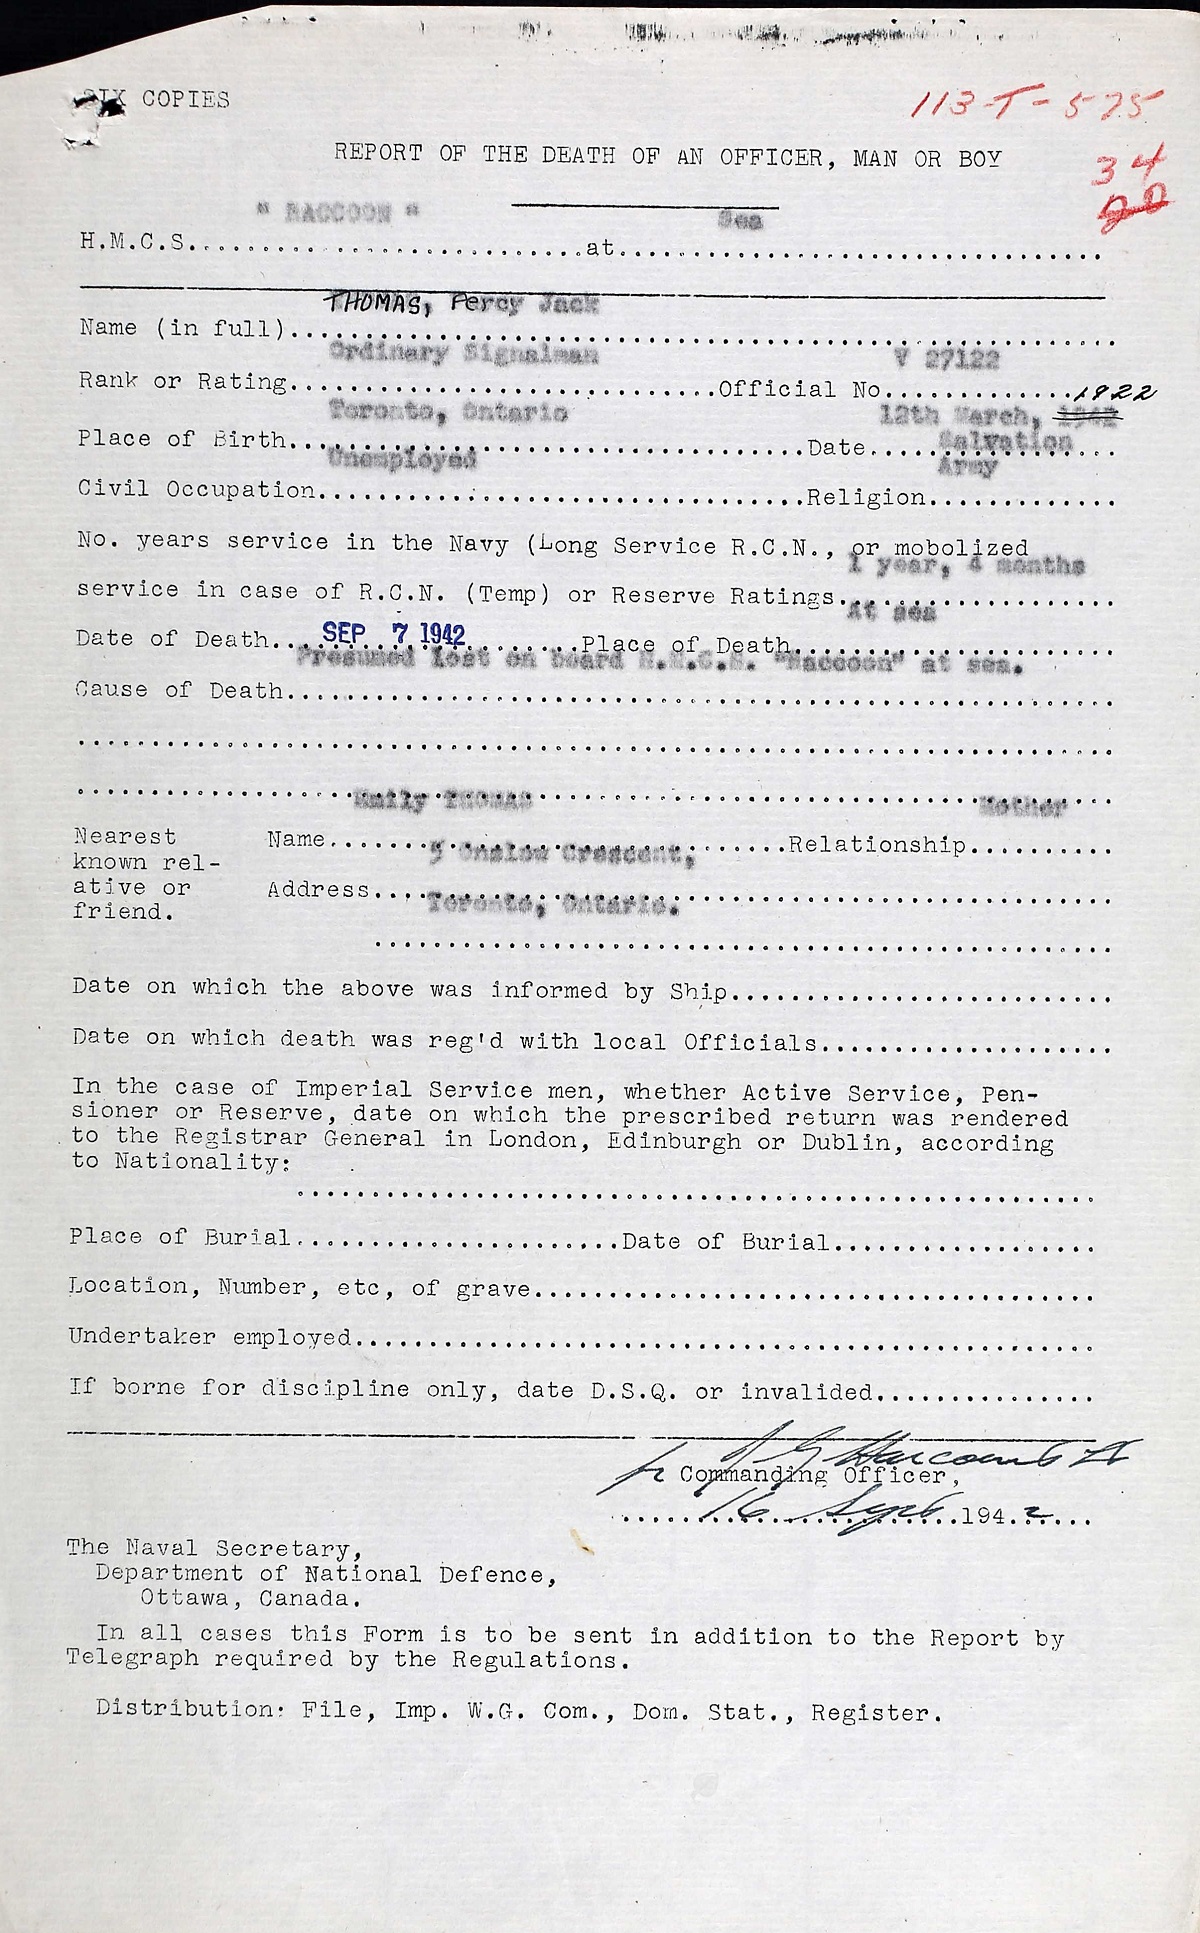 SIX COPIES
113-T-575
REPORT OF THE DEATH OF AN OFFICER, MAN OR BOY
34
" RACCOON " Sea
H.M.C.S.................................at.................................
THOMAS, Percy Jack
Name (in full)......................................................
Ordinary Signalman V 27122
Rank or Rating.............................Official No.............1922
Toronto, Ontario 12th March, 1942
Place of Birth..................................Date.................
Unemployed Salvation
Army
Civil Occupation.................................Religion.............
No. years service in the Navy (Long Service R.C.N., or mobolized
1 year, 4 months
service in case of R.C.N. (Temp) or Reserve Ratings...................
At sea
Date of Death...SEP 7 1942........Place of Death......................
Presumed lost on board H.M.C.S. "Raccoon" at sea.
Cause of Death........................................................
......................................................................
......................................................................
Emily THOMAS Mother
Nearest Name...............................Relationship..........
known rel-
5 Onslow Crescent,
ative or Address..................................................
friend. Toronto, Ontario.
..................................................
Date on which the above was informed by Ship..........................
Date on which death was reg'd with local Officials....................
In the case of Imperial Service men, whether Active Service, Pen-
sioner or Reserve, date on which the prescribed return was rendered
to the Registrar General in London, Edinburgh or Dublin, according
to Nationality:
......................................................
Place of Burial......................Date of Burial..................
Location, Number, etc, of grave......................................
Undertaker employed..................................................
If borne for discipline only, date D.S.Q. or invalided...............
Harcourt Lt
Commanding Officer,
16 Sept 1942
The Naval Secretary,
Department of National Defence,
Ottawa, Canada.
In all cases this Form is to be sent in addition to the Report by
Telegraph required by the Regulations.
Distribution: File, Imp. W.G. Com., Dom. Stat., Register.